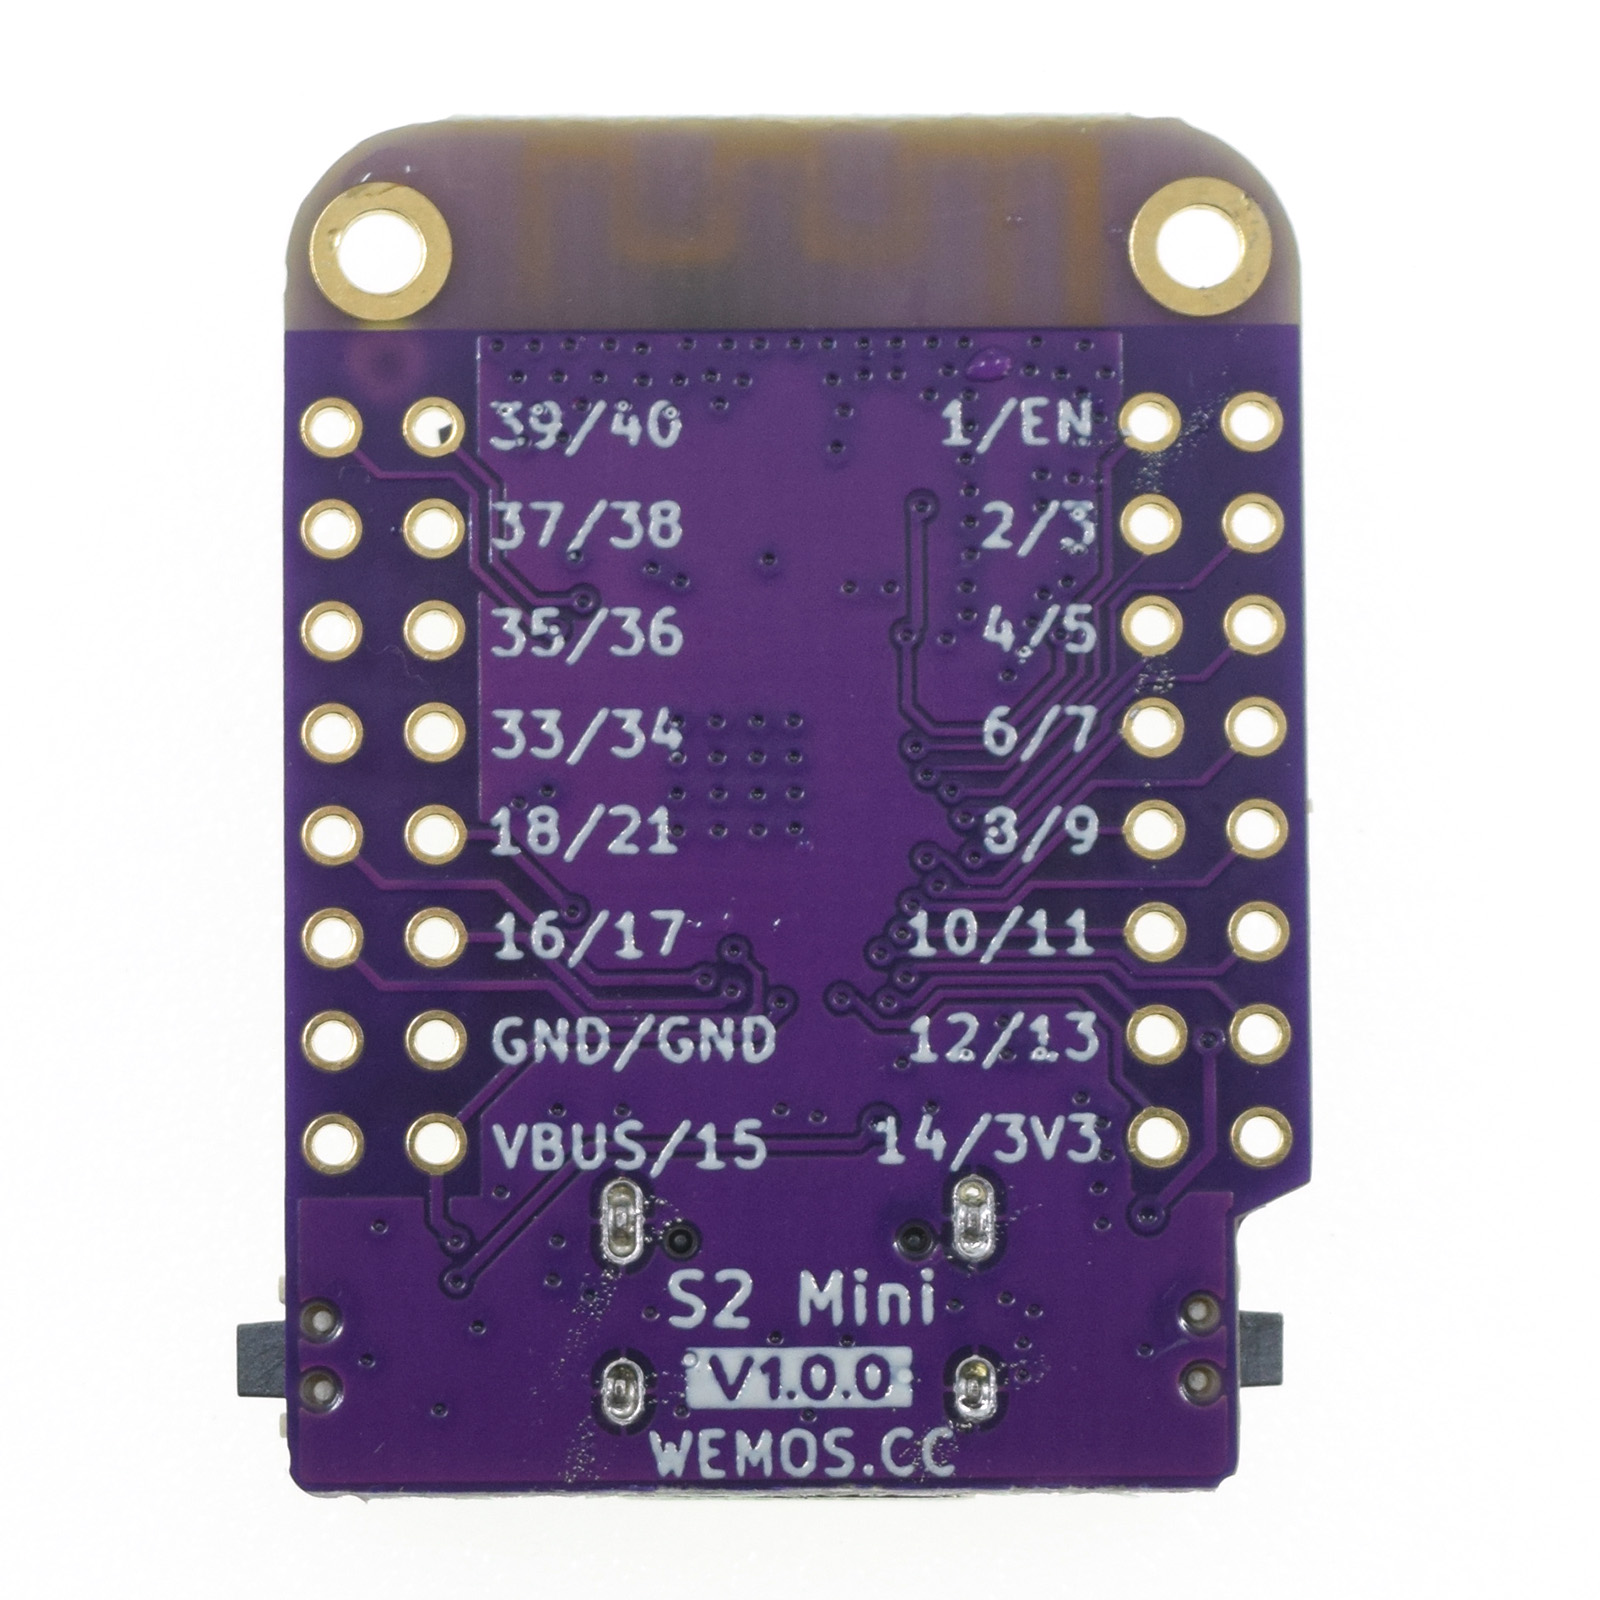 39/40 1/EN
37/38 2/3
35/36 4/5
33/34 6/7
18/21 8/9
16/17 10/11
GND/GND 12/13
VBUS/15 14/3V3
S2 Mini
V1.0.0
WEMOS.CC